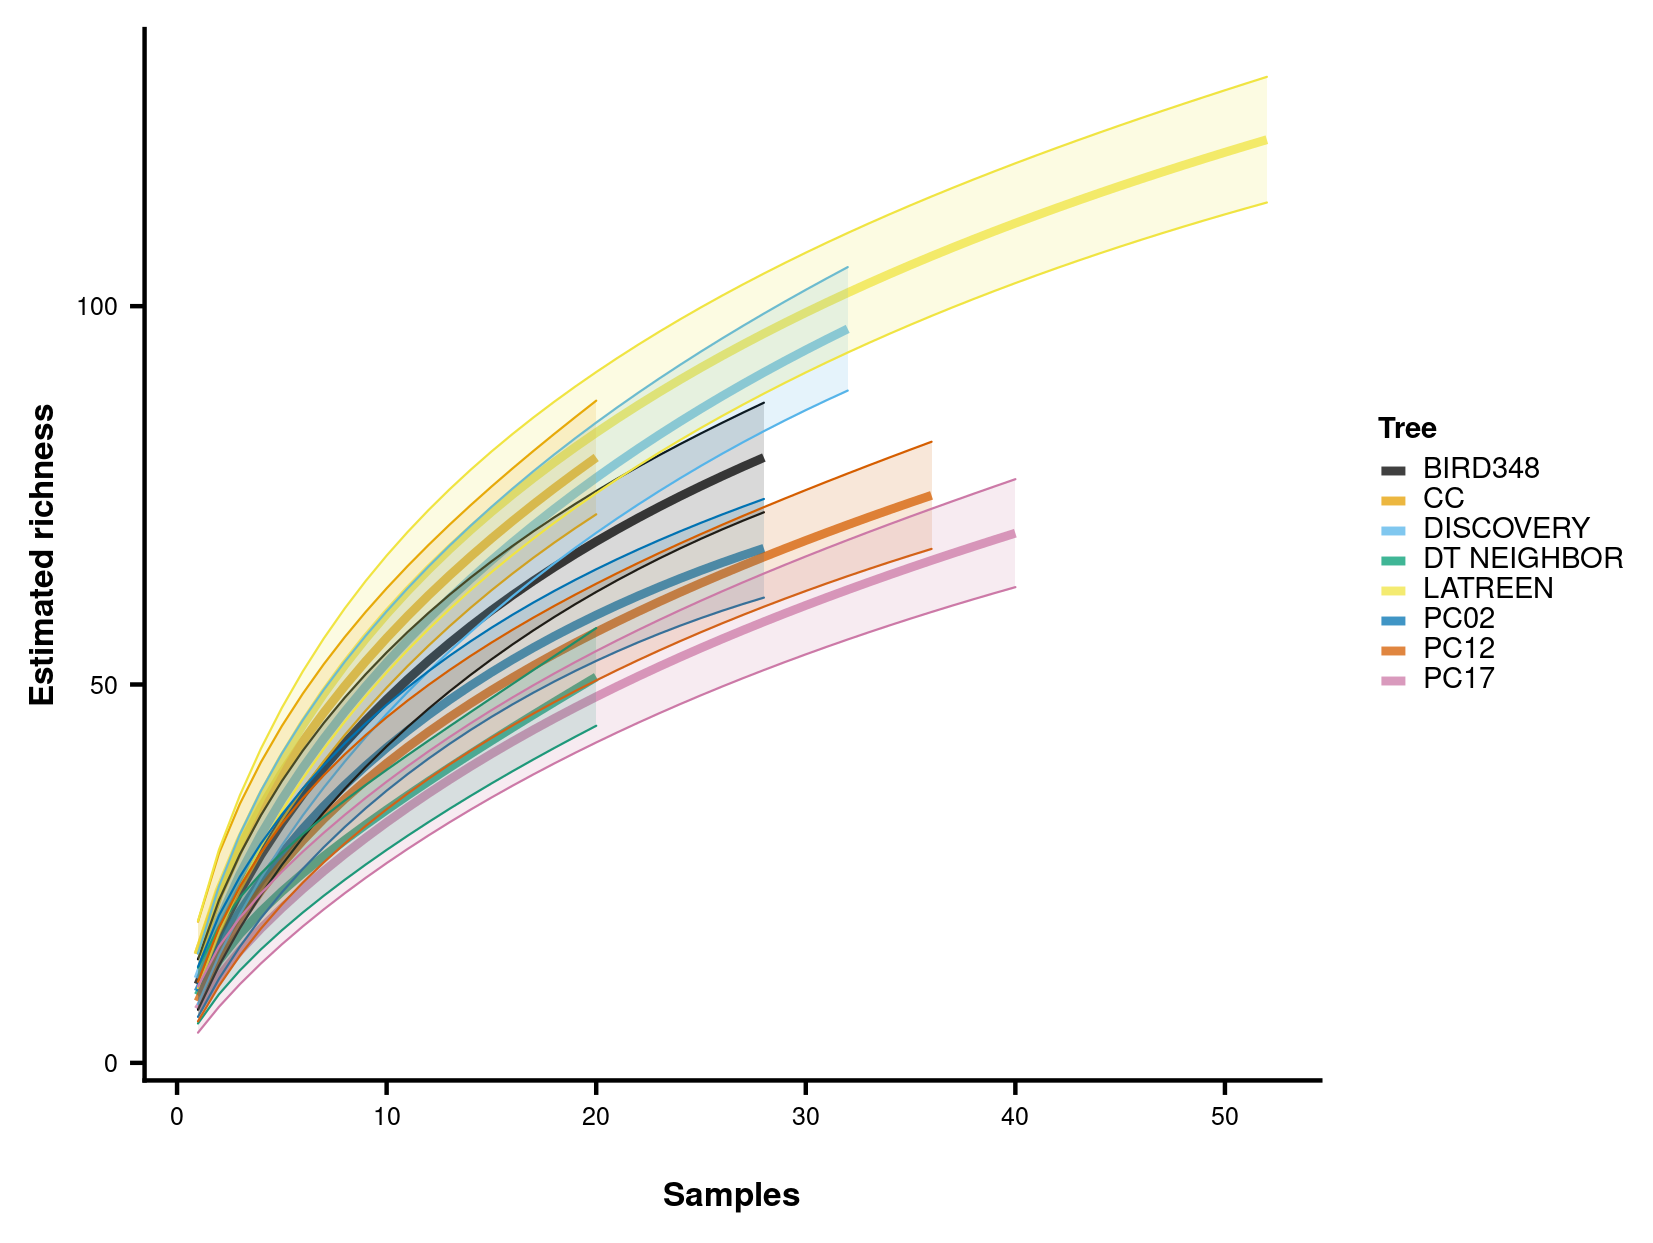 Estimated richness
100
50
0
0 10 20 30 40 50
Samples
Tree
BIRD348
CC
DISCOVERY
DT NEIGHBOR
LATREEN
PC02
PC12
PC17